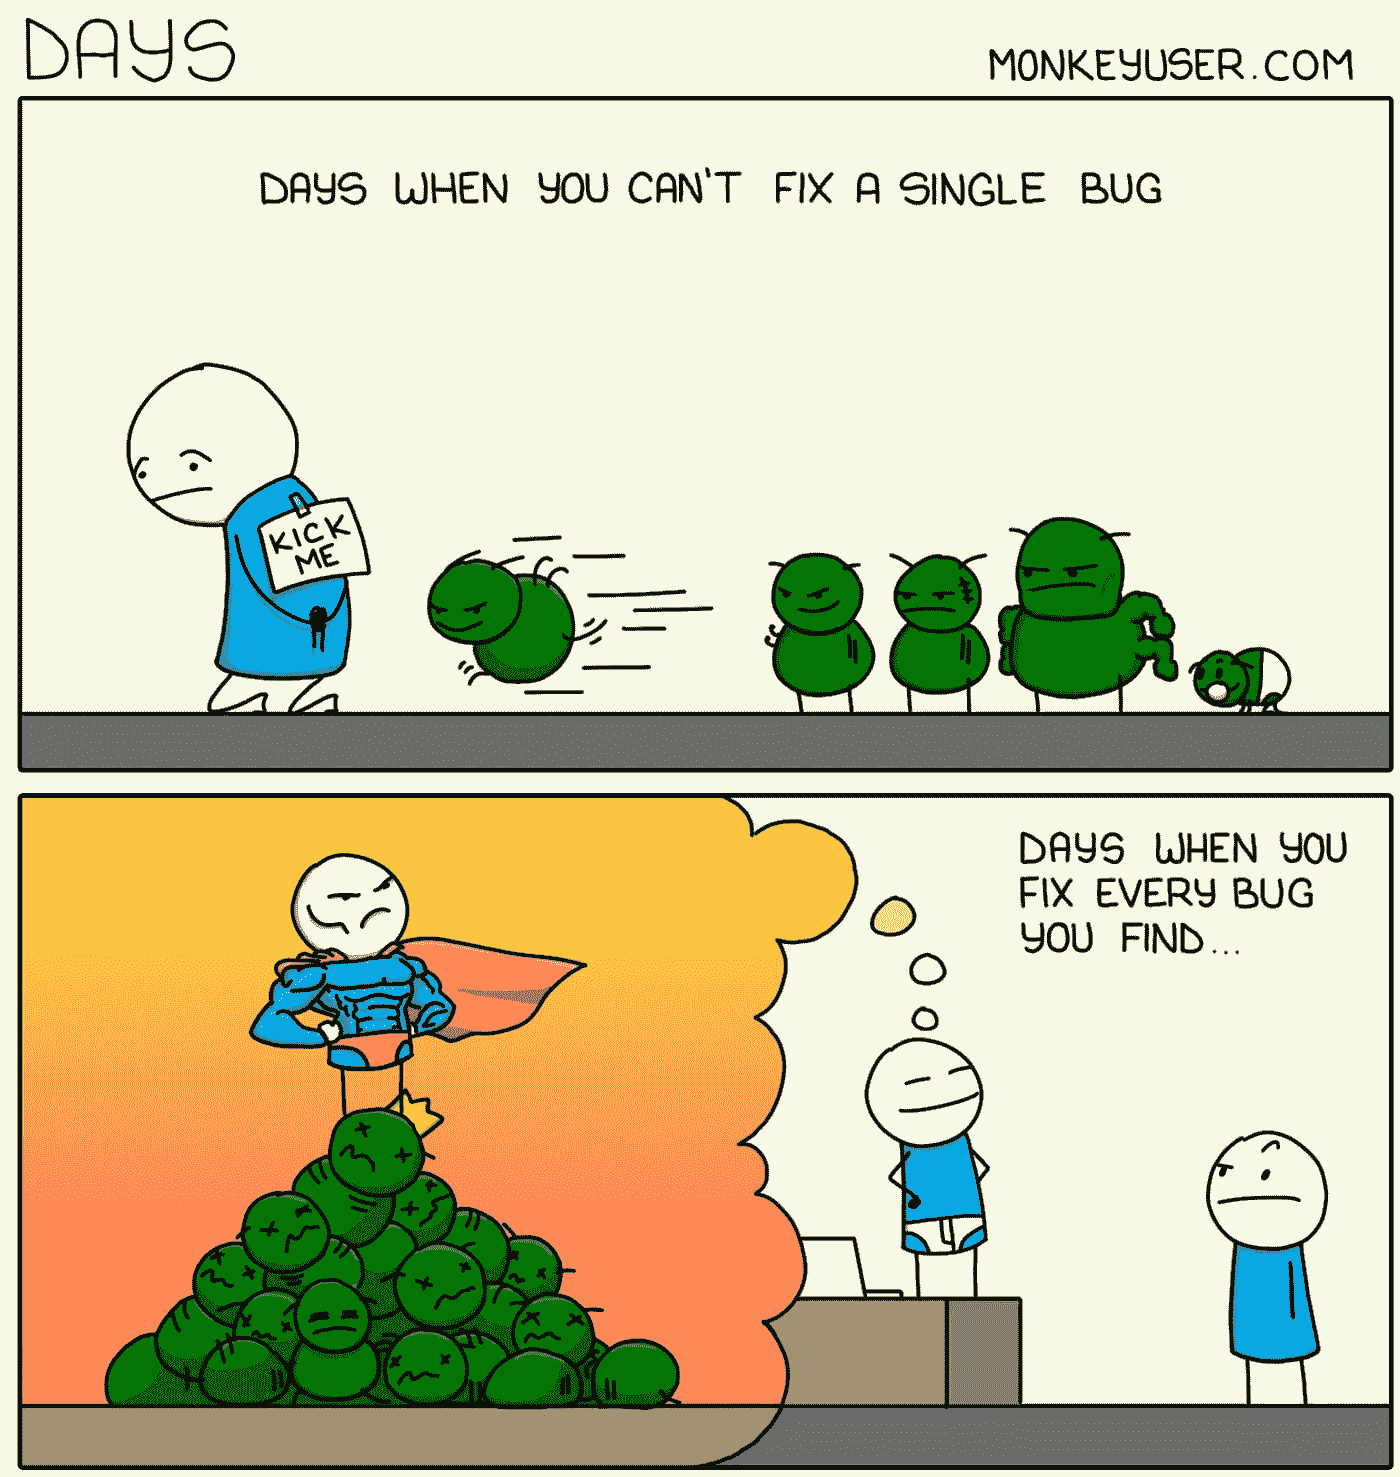 DAYS
MONKEYUSER.COM
DAYS WHEN YOU CAN'T FIX A SINGLE BUG
KICK
ME
DAYS WHEN YOU
FIX EVERY BUG
YOU FIND...